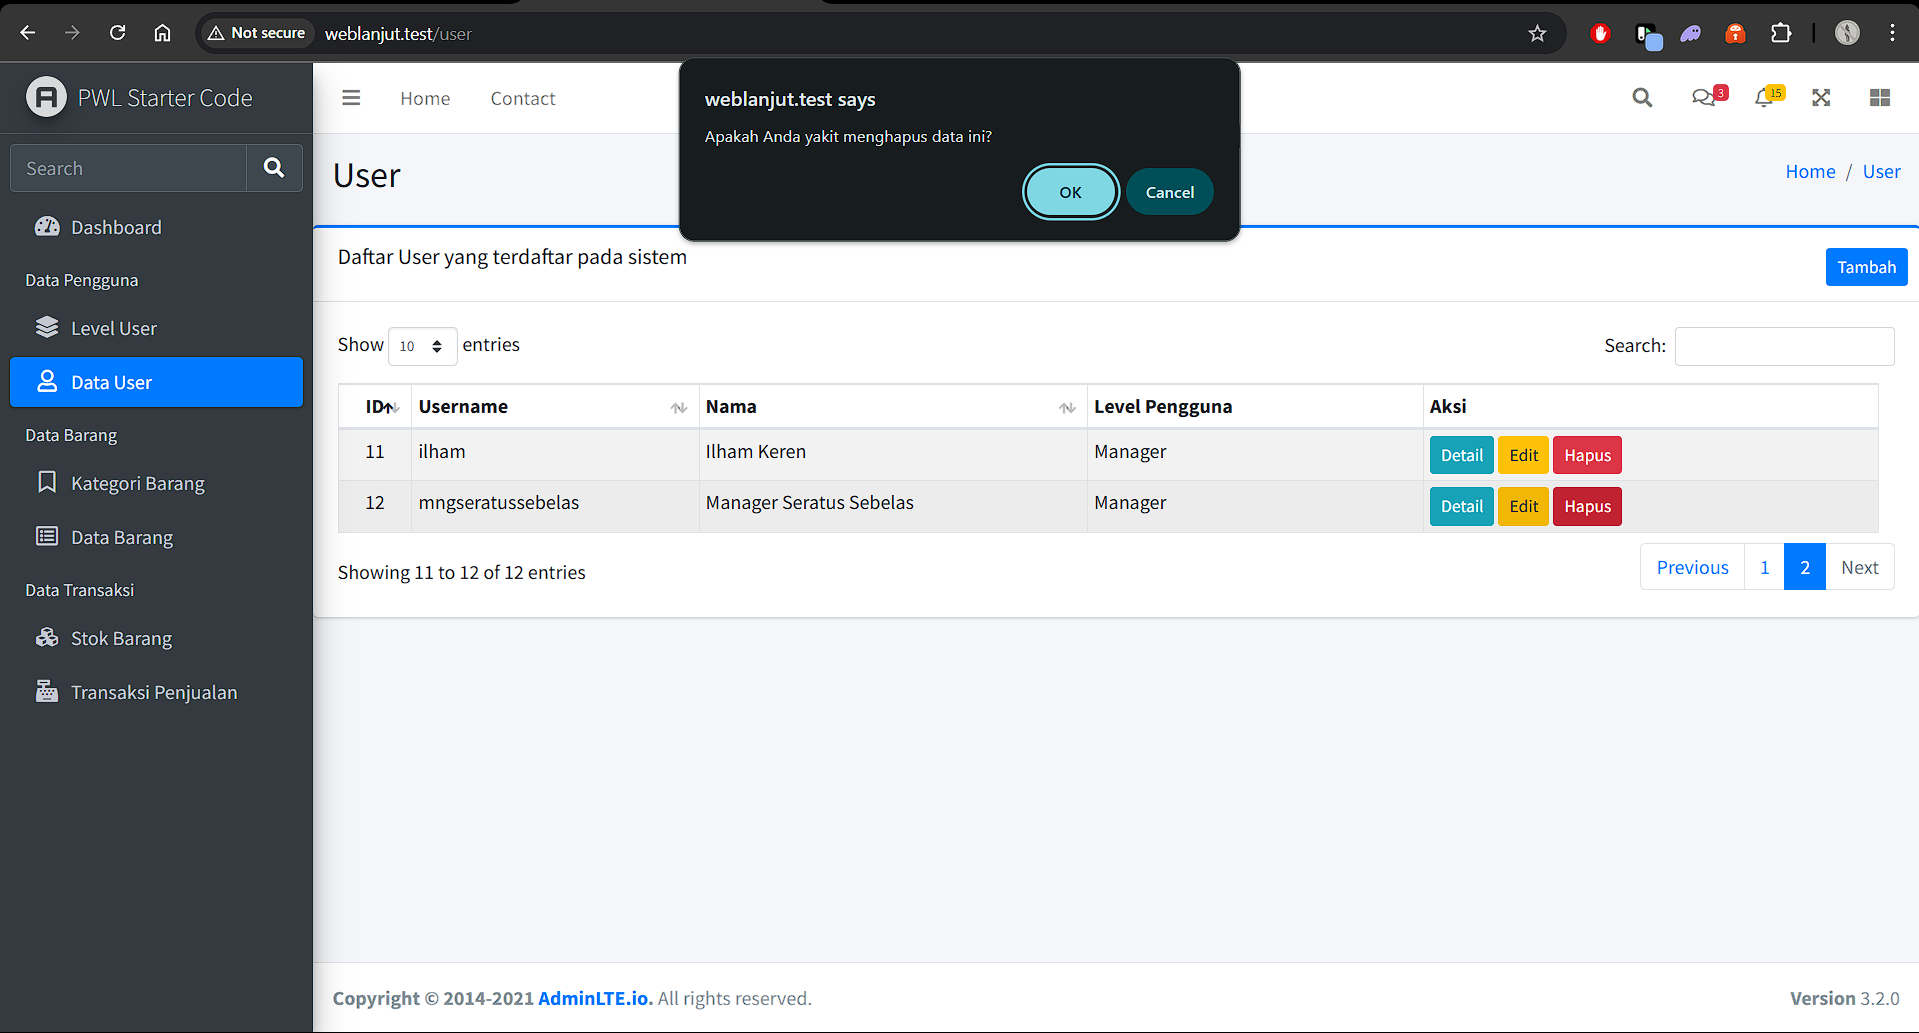 Not secure weblanjut.test/user
PWL Starter Code
Home Contact
3
15
weblanjut.test says
Apakah Anda yakit menghapus data ini?
OK Cancel
Search
Dashboard
Data Pengguna
Level User
Data User
Data Barang
Kategori Barang
Data Barang
Data Transaksi
Stok Barang
Transaksi Penjualan
User
Home / User
Daftar User yang terdaftar pada sistem
Tambah
Show 10 entries
Search:
ID Username Nama Level Pengguna Aksi
11 ilham Ilham Keren Manager Detail Edit Hapus
12 mngseratussebelas Manager Seratus Sebelas Manager Detail Edit Hapus
Showing 11 to 12 of 12 entries
Previous 1 2 Next
Copyright © 2014-2021 AdminLTE.io. All rights reserved.
Version 3.2.0